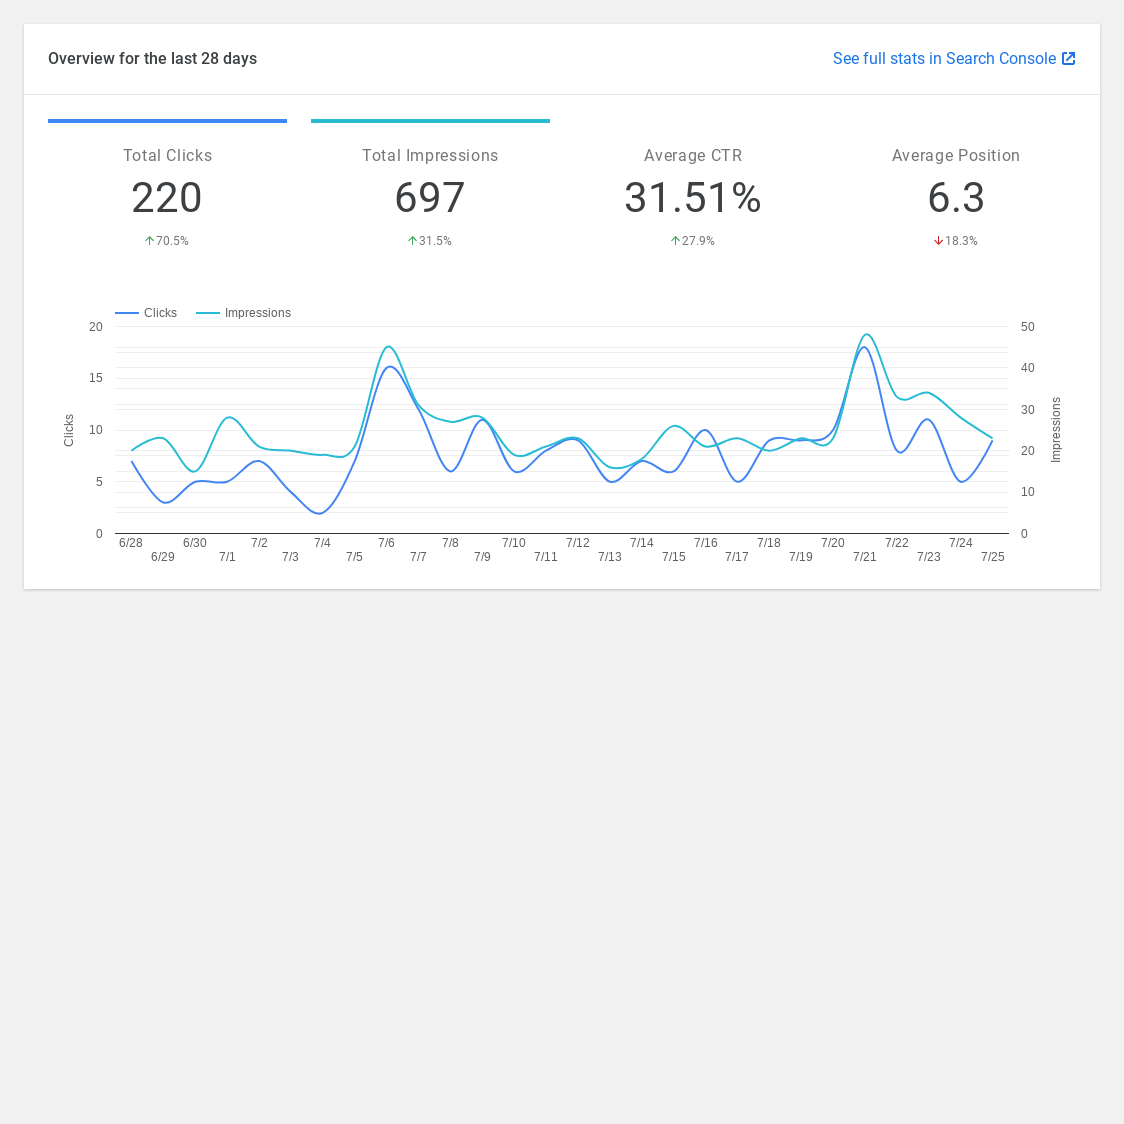 Overview for the last 28 days
See full stats in Search Console
Total Clicks
220
↑70.5%
Total Impressions
697
↑31.5%
Average CTR
31.51%
↑27.9%
Average Position
6.3
↓18.3%
Clicks Impressions
20 50
40
15
30
10
20
5
10
0 0
Clicks
Impressions
6/28 6/30 7/2 7/4 7/6 7/8 7/10 7/12 7/14 7/16 7/18 7/20 7/22 7/24
6/29 7/1 7/3 7/5 7/7 7/9 7/11 7/13 7/15 7/17 7/19 7/21 7/23 7/25